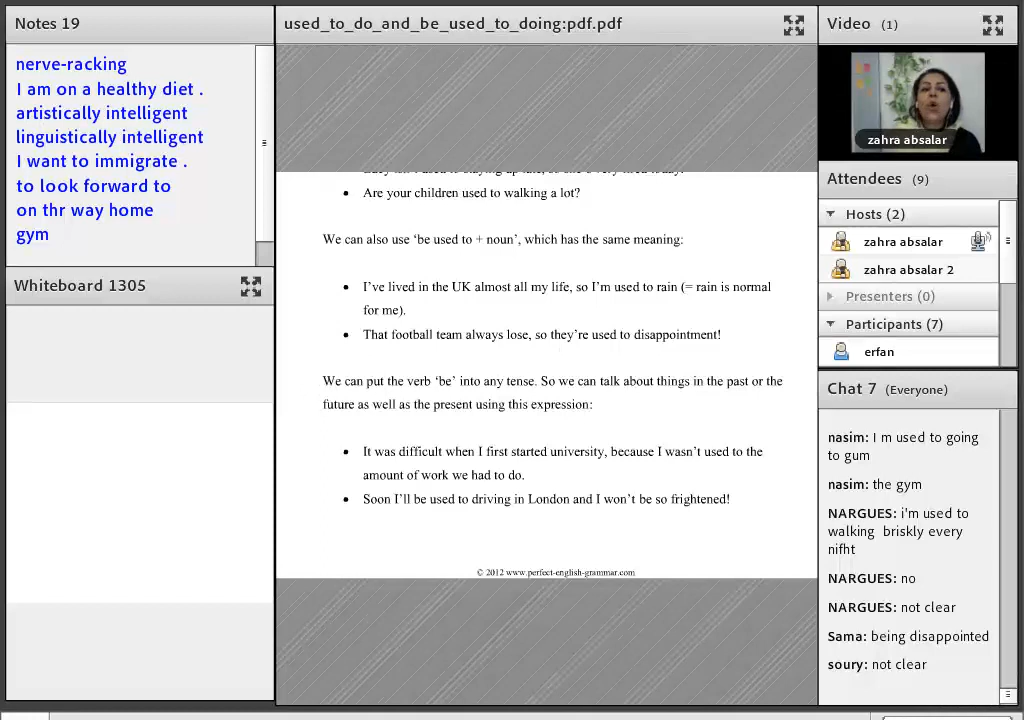 Notes 19
nerve-racking
I am on a healthy diet .
artistically intelligent
linguistically intelligent
I want to immigrate .
to look forward to
on thr way home
gym
Whiteboard 1305
used_to_do_and_be_used_to_doing:pdf.pdf
• Are your children used to walking a lot?
We can also use ‘be used to + noun’, which has the same meaning:
• I’ve lived in the UK almost all my life, so I’m used to rain (= rain is normal
for me).
• That football team always lose, so they’re used to disappointment!
We can put the verb ‘be’ into any tense. So we can talk about things in the past or the
future as well as the present using this expression:
• It was difficult when I first started university, because I wasn’t used to the
amount of work we had to do.
• Soon I’ll be used to driving in London and I won’t be so frightened!
© 2012 www.perfect-english-grammar.com
Video (1)
zahra absalar
Attendees (9)
Hosts (2)
zahra absalar
zahra absalar 2
Presenters (0)
Participants (7)
erfan
Chat 7 (Everyone)
nasim: I m used to going
to gum
nasim: the gym
NARGUES: i'm used to
walking briskly every
nifht
NARGUES: no
NARGUES: not clear
Sama: being disappointed
soury: not clear